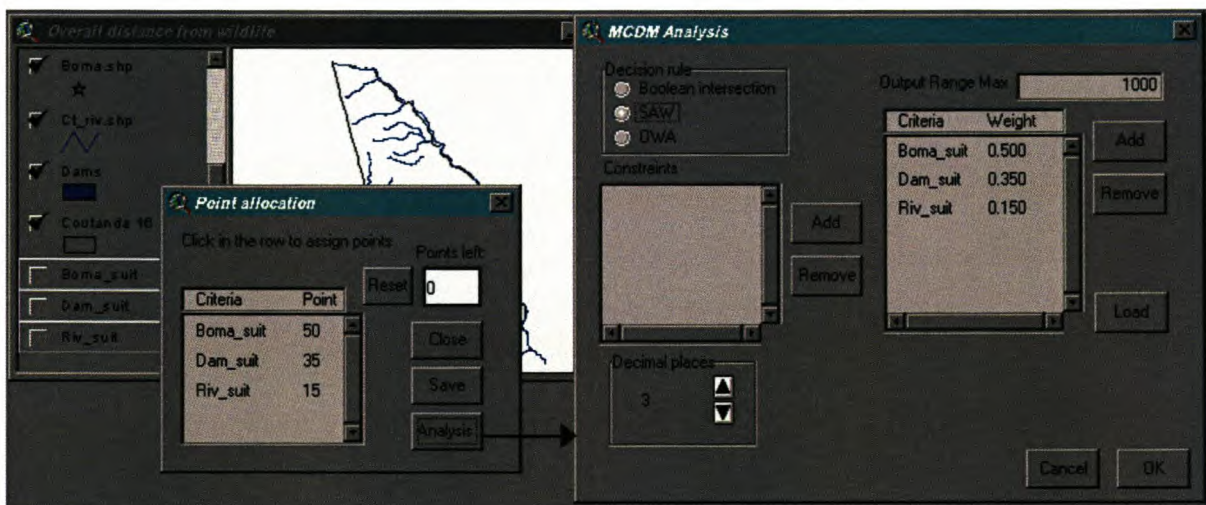 Overall distance from wildlife
Boma.shp
Ct_riv.shp
Dams
Cootanda 16
Boma_suit
Dam_suit
Riv_suit
Point allocation
Click in the row to assign points
Points left:
Reset
0
Criteria Point
Boma_suit 50
Dam_suit 35
Riv_suit 15
Close
Save
Analysis
MCDM Analysis
Decision rule
Boolean intersection
SAW
OWA
Output Range Max 1000
Constraints
Add
Remove
Criteria Weight
Boma_suit 0.500
Dam_suit 0.350
Riv_suit 0.150
Add
Remove
Load
Decimal places
3
Cancel
OK